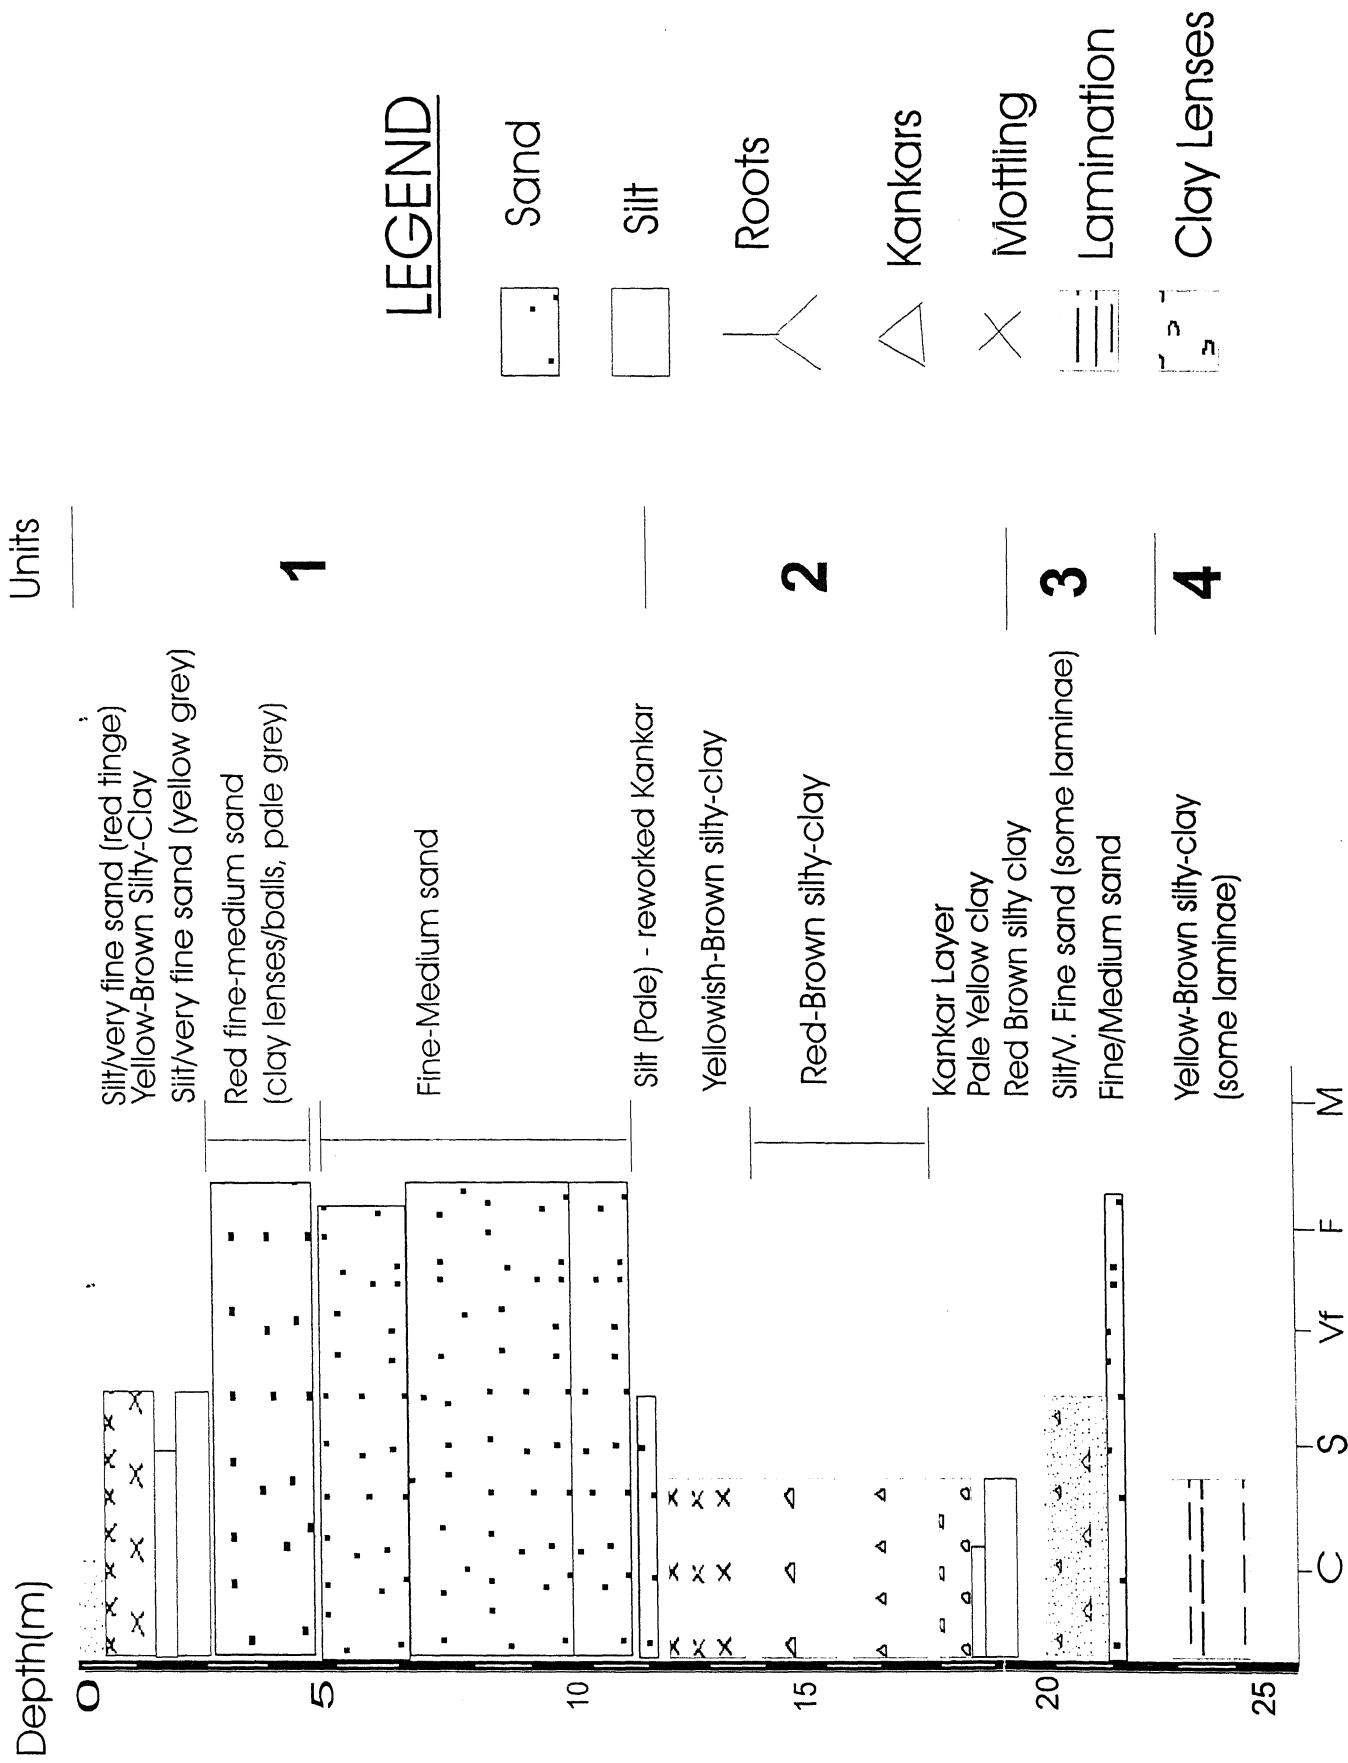 Depth(m)
Units
0
5
10
15
20
25
Silt/very fine sand (red tinge)
Yellow-Brown Silty-Clay
Silt/very fine sand (yellow grey)
Red fine-medium sand
(clay lenses/balls, pale grey)
Fine-Medium sand
Silt (Pale) - reworked Kankar
Yellowish-Brown silty-clay
Red-Brown silty-clay
Kankar Layer
Pale Yellow clay
Red Brown silty clay
Silt/V. Fine sand (some laminae)
Fine/Medium sand
Yellow-Brown silty-clay
(some laminae)
1
2
3
4
C
S
Vf
F
M
LEGEND
Sand
Silt
Roots
Kankars
Mottling
Lamination
Clay Lenses